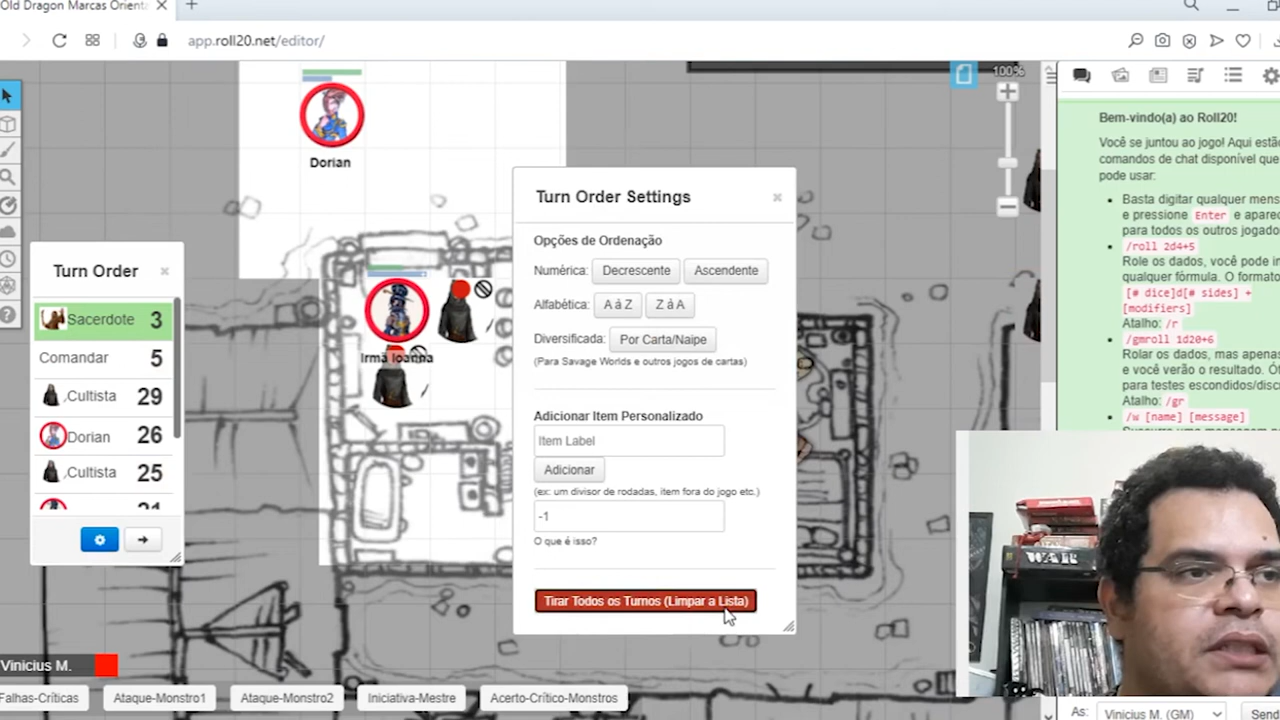 Old Dragon Marcas Orient
app.roll20.net/editor/
100%
Dorian
Irmã Ioanna
Turn Order
Sacerdote 3
Comandar 5
Cultista 29
Dorian 26
Cultista 25
Turn Order Settings
Opções de Ordenação
Numérica: Decrescente Ascendente
Alfabética: A à Z Z à A
Diversificada: Por Carta/Naipe
(Para Savage Worlds e outros jogos de cartas)
Adicionar Item Personalizado
Item Label
Adicionar
(ex: um divisor de rodadas, item fora do jogo etc.)
-1
O que é isso?
Tirar Todos os Turnos (Limpar a Lista)
Bem-vindo(a) ao Roll20!
Você se juntou ao jogo! Aqui estão
comandos de chat disponível que
pode usar:
Basta digitar qualquer mens
e pressione Enter e aparec
para todos os outros jogado
/roll 2d4+5
Role os dados, você pode in
qualquer fórmula. O formato
[# dice]d[# sides] +
[modifiers]
Atalho: /r
/gmroll 1d20+6
Rolar os dados, mas apenas
e você verão o resultado. Ót
para testes escondidos/discr
Atalho: /gr
/w [name] [message]
WAR
Vinicius M.
Falhas-Críticas
Ataque-Monstro1
Ataque-Monstro2
Iniciativa-Mestre
Acerto-Crítico-Monstros
As: Vinicius M. (GM)
Send